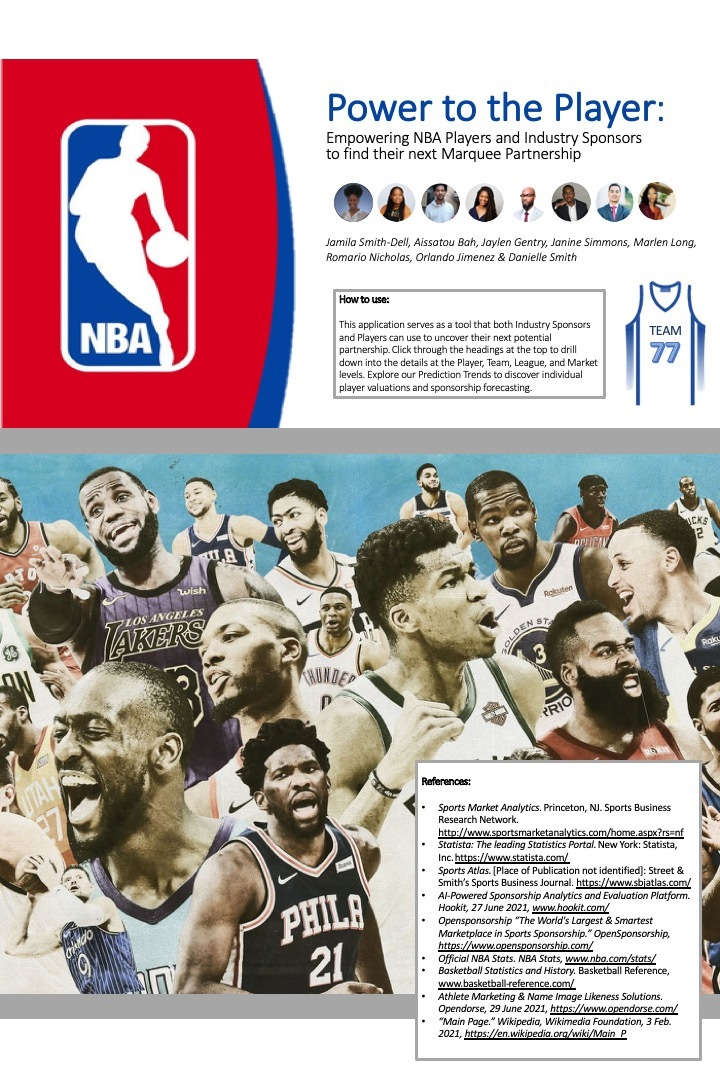 NBA
Power to the Player:
Empowering NBA Players and Industry Sponsors
to find their next Marquee Partnership
Jamila Smith-Dell, Aissatou Bah, Jaylen Gentry, Janine Simmons, Marlen Long,
Romario Nicholas, Orlando Jimenez & Danielle Smith
How to use:
This application serves as a tool that both Industry Sponsors
and Players can use to uncover their next potential
partnership. Click through the headings at the top to drill
down into the details at the Player, Team, League, and Market
levels. Explore our Prediction Trends to discover individual
player valuations and sponsorship forecasting.
TEAM
77
wish
LOS ANGELES
LAKERS
PHILA
THUNDER
Rakuten
GOLDEN STA
3
RRIOR
PELICAN
CKS
UTAH
27
PHILA
21
References:
• Sports Market Analytics. Princeton, NJ. Sports Business
Research Network.
http://www.sportsmarketanalytics.com/home.aspx?rs=nf
• Statista: The leading Statistics Portal. New York: Statista,
Inc. https://www.statista.com/
• Sports Atlas. [Place of Publication not identified]: Street &
Smith's Sports Business Journal. https://www.sbjatlas.com/
• AI-Powered Sponsorship Analytics and Evaluation Platform.
Hookit, 27 June 2021, www.hookit.com/
• Opensponsorship "The World's Largest & Smartest
Marketplace in Sports Sponsorship." OpenSponsorship,
https://www.opensponsorship.com/
• Official NBA Stats. NBA Stats, www.nba.com/stats/
• Basketball Statistics and History. Basketball Reference,
www.basketball-reference.com/
• Athlete Marketing & Name Image Likeness Solutions.
Opendorse, 29 June 2021, https://www.opendorse.com/
• "Main Page." Wikipedia, Wikimedia Foundation, 3 Feb.
2021, https://en.wikipedia.org/wiki/Main_P